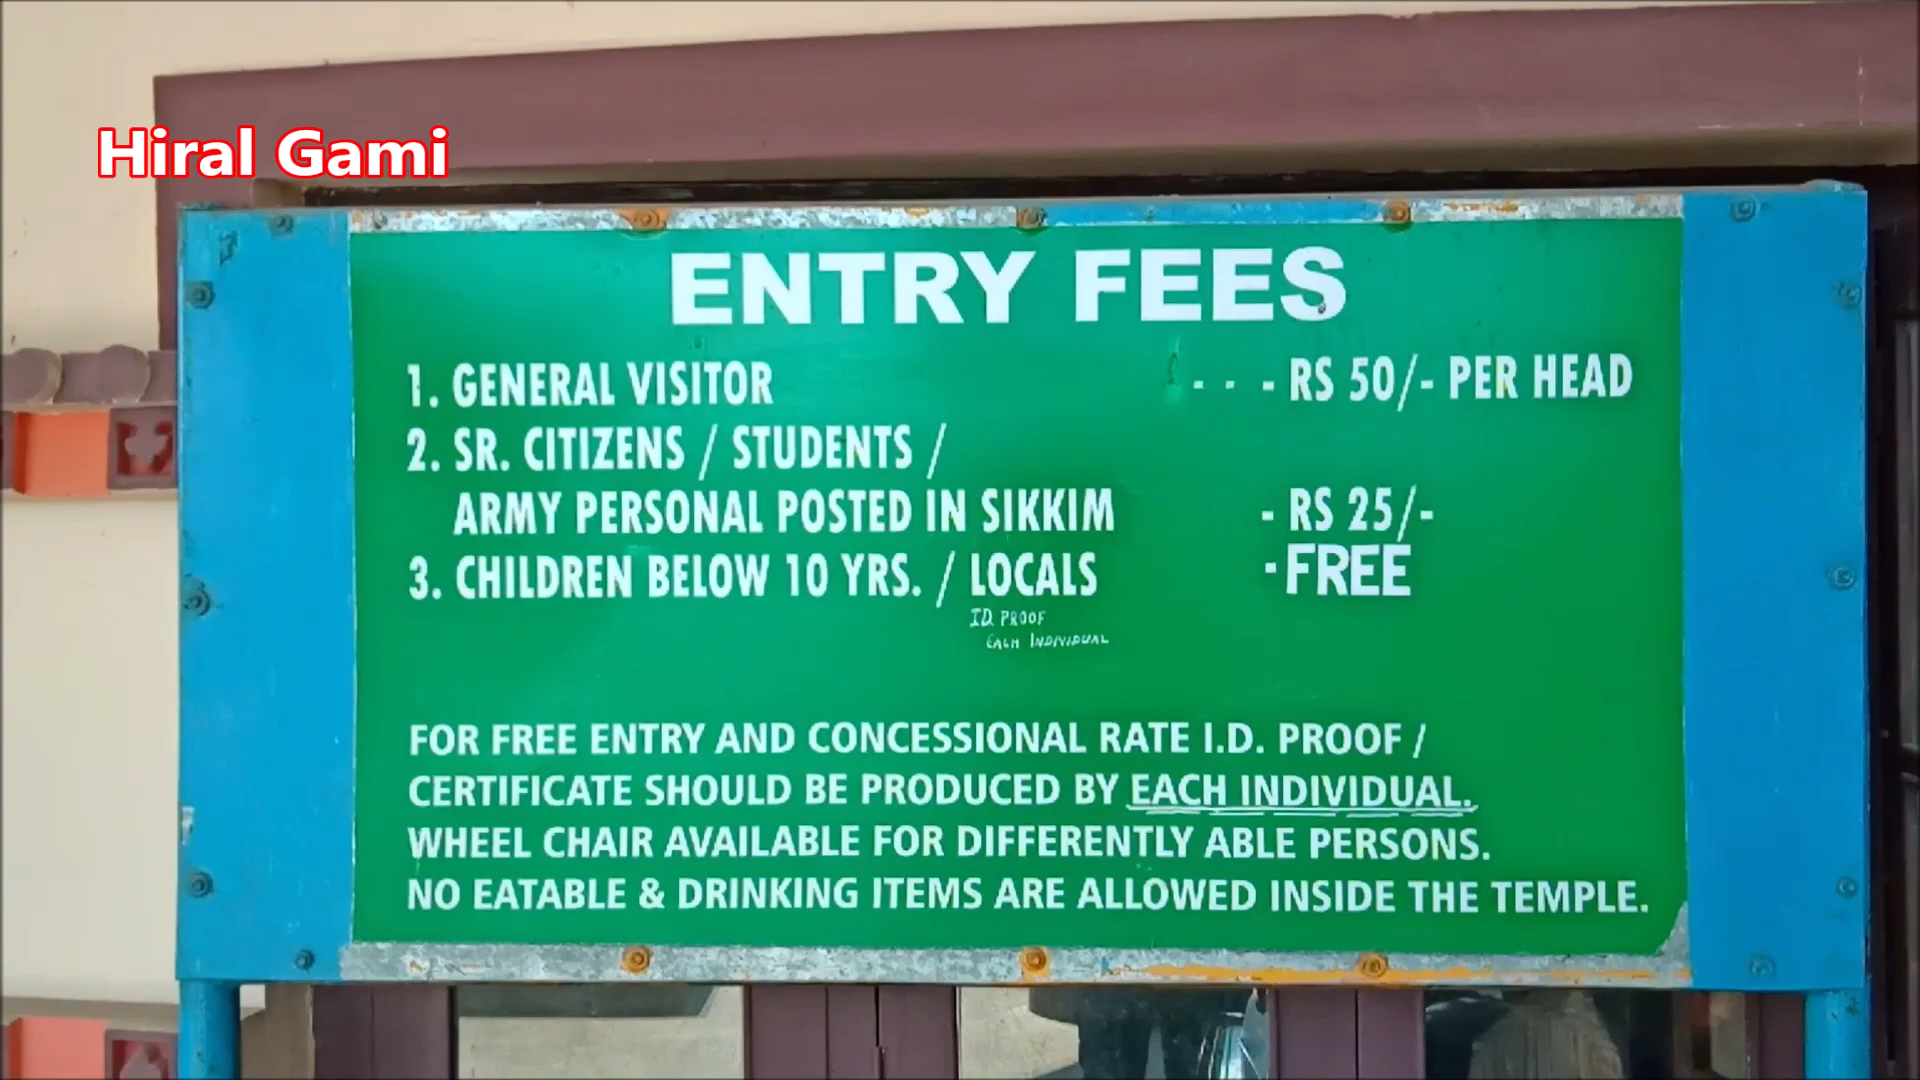 Hiral Gami
ENTRY FEES
1. GENERAL VISITOR - - - RS 50/- PER HEAD
2. SR. CITIZENS / STUDENTS /
ARMY PERSONAL POSTED IN SIKKIM - RS 25/-
3. CHILDREN BELOW 10 YRS. / LOCALS - FREE
I.D. PROOF
EACH INDIVIDUAL
FOR FREE ENTRY AND CONCESSIONAL RATE I.D. PROOF /
CERTIFICATE SHOULD BE PRODUCED BY EACH INDIVIDUAL.
WHEEL CHAIR AVAILABLE FOR DIFFERENTLY ABLE PERSONS.
NO EATABLE & DRINKING ITEMS ARE ALLOWED INSIDE THE TEMPLE.